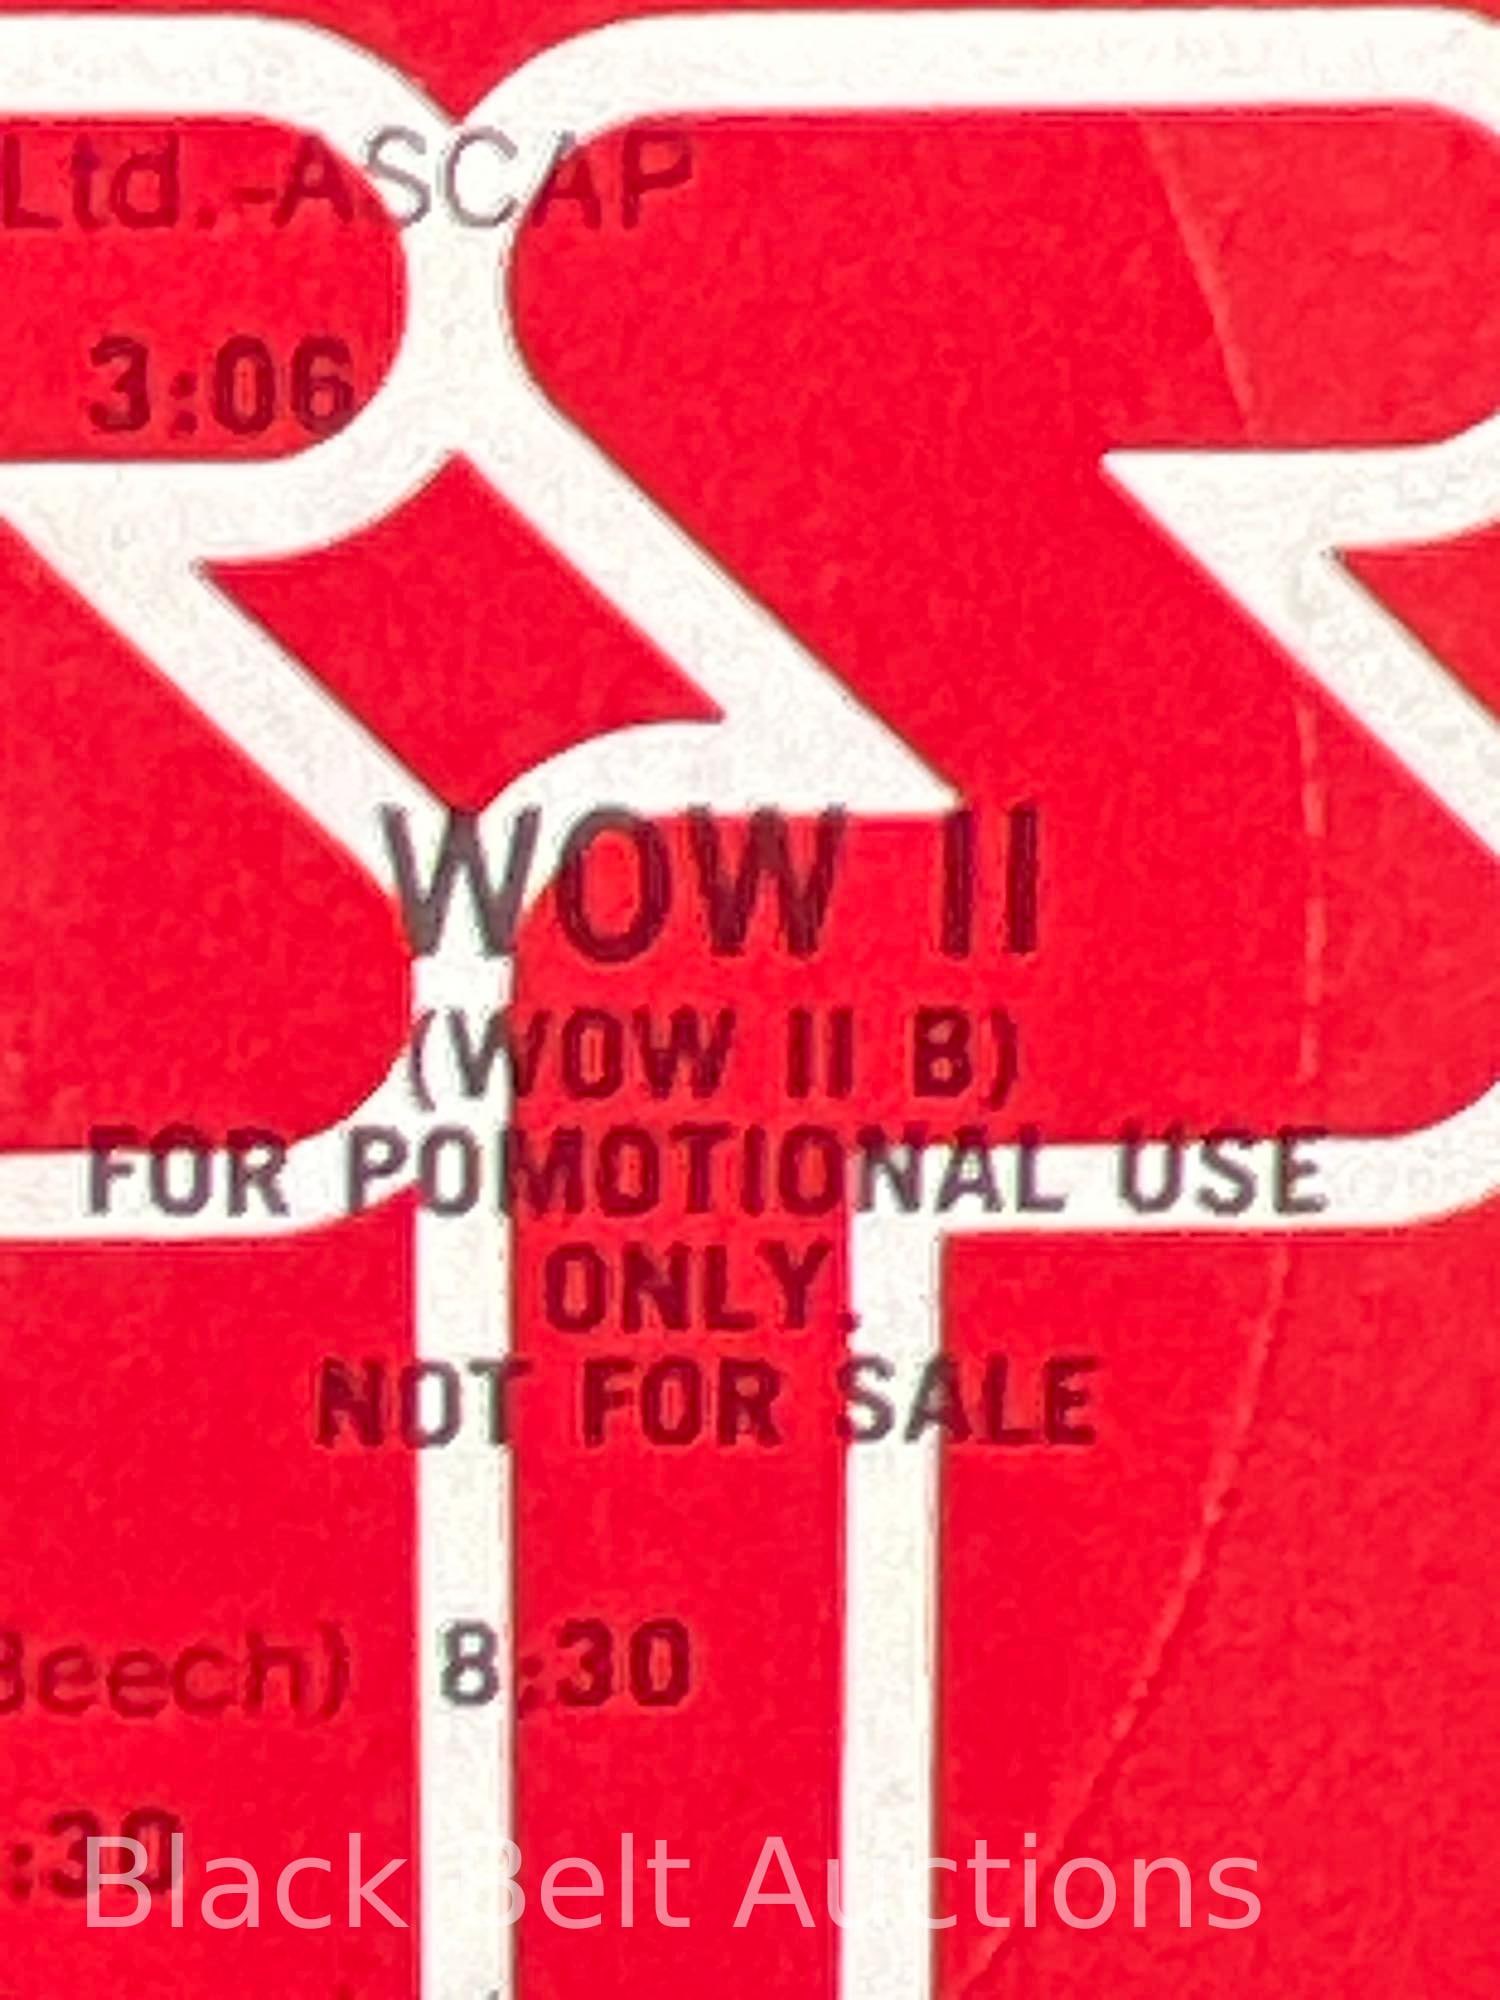 Ltd.-ASCAP
3:06
WOW II
(WOW II B)
FOR POMOTIONAL USE
ONLY.
NOT FOR SALE
Beech) 8:30
:30
Black Belt Auctions